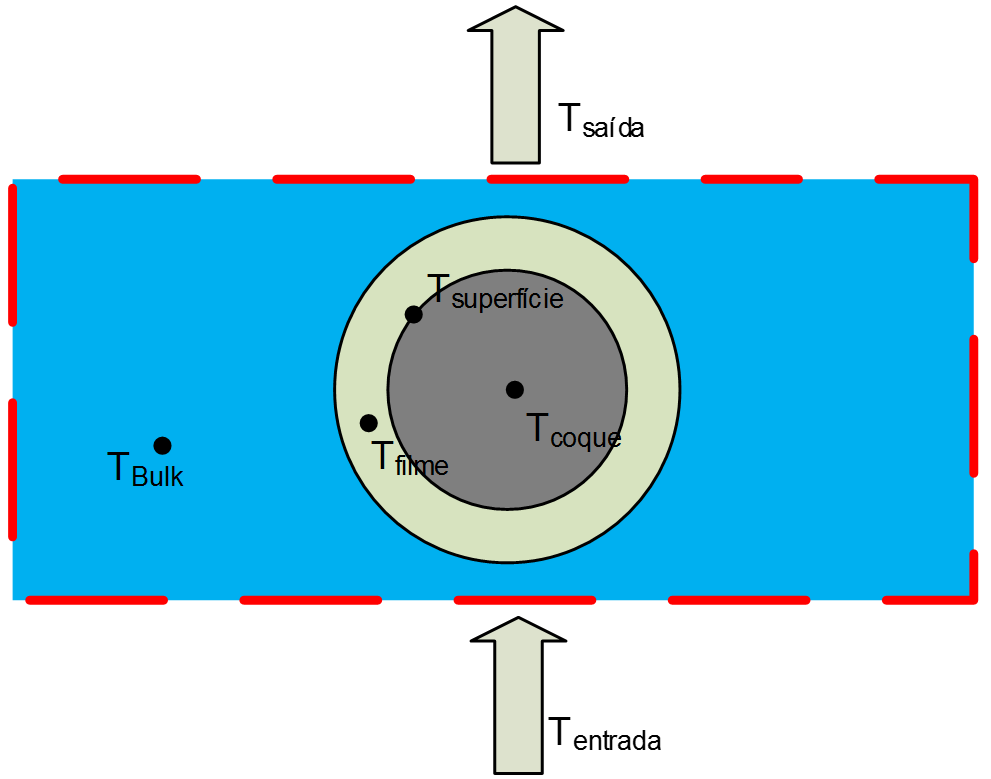 Tsaída
Tsuperfície
Tcoque
Tfilme
TBulk
Tentrada